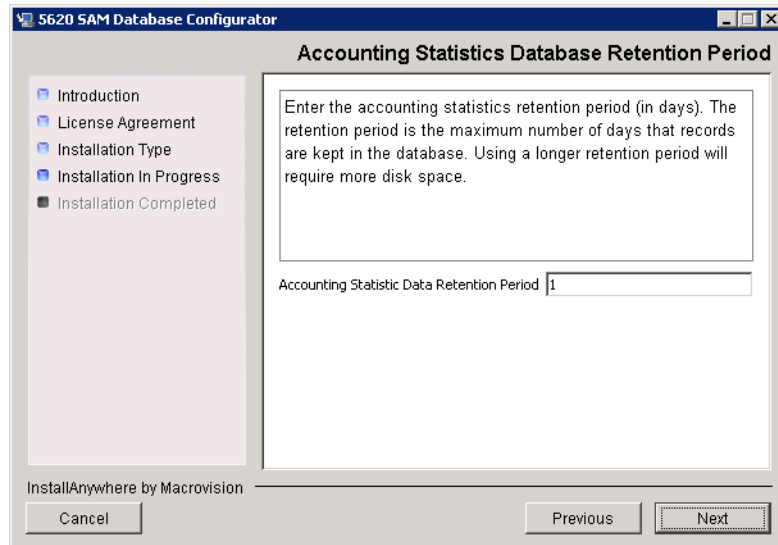 5620 SAM Database Configurator
Accounting Statistics Database Retention Period
Introduction
License Agreement
Installation Type
Installation In Progress
Installation Completed
Enter the accounting statistics retention period (in days). The
retention period is the maximum number of days that records
are kept in the database. Using a longer retention period will
require more disk space.
Accounting Statistic Data Retention Period 1
InstallAnywhere by Macrovision
Cancel Previous Next